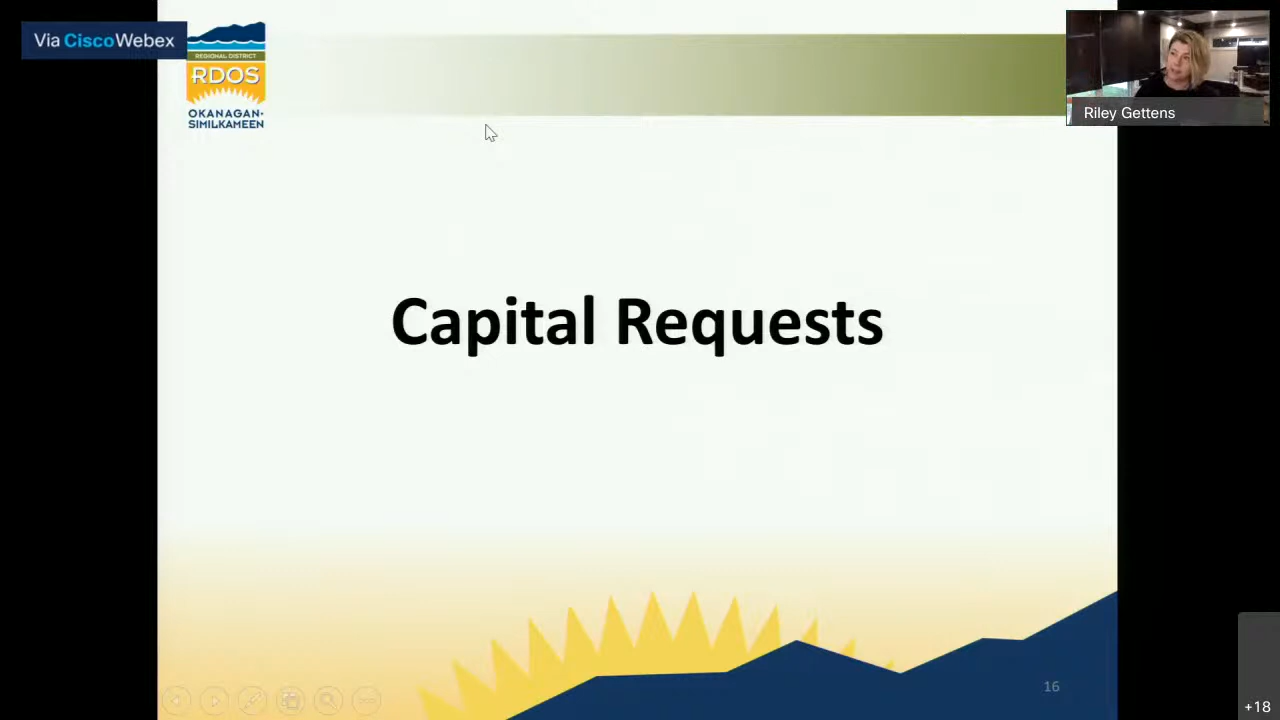 Via CiscoWebex
REGIONAL DISTRICT
RDOS
OKANAGAN-
SIMILKAMEEN
Riley Gettens
Capital Requests
16
+18